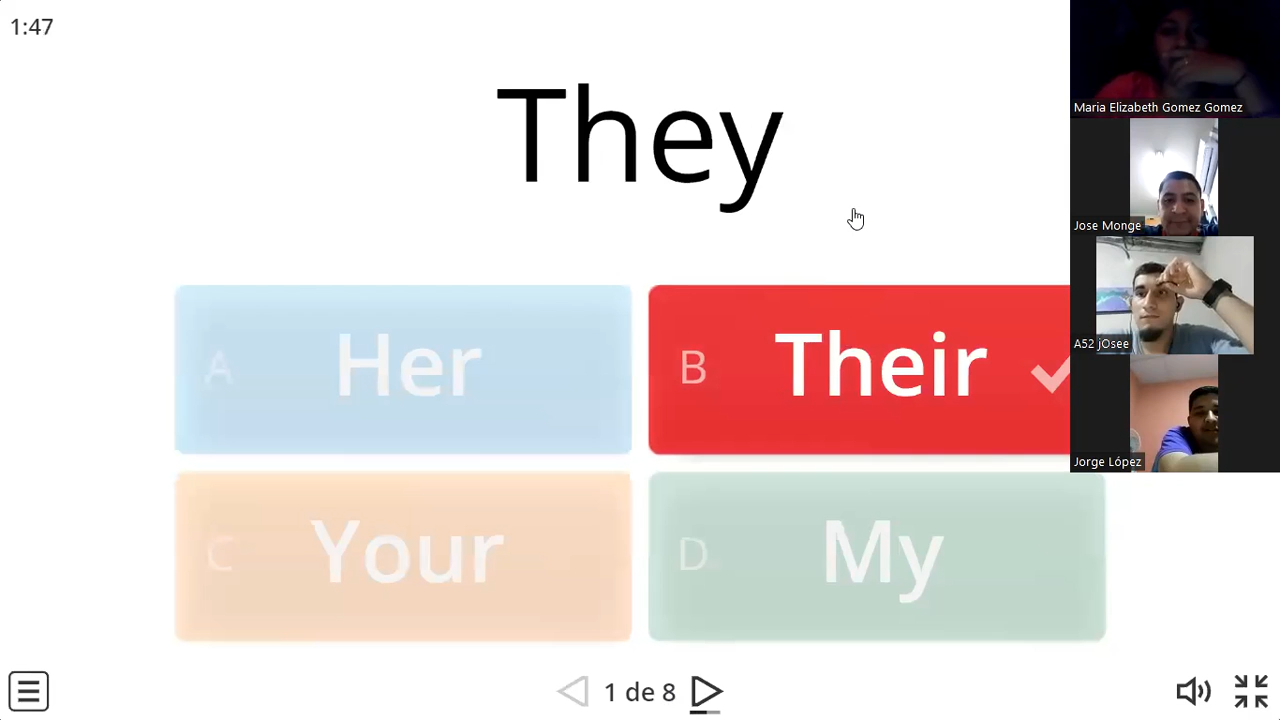 1:47
They
A Her
B Their
C Your
D My
1 de 8
Maria Elizabeth Gomez Gomez
Jose Monge
A52 jOsee
Jorge López